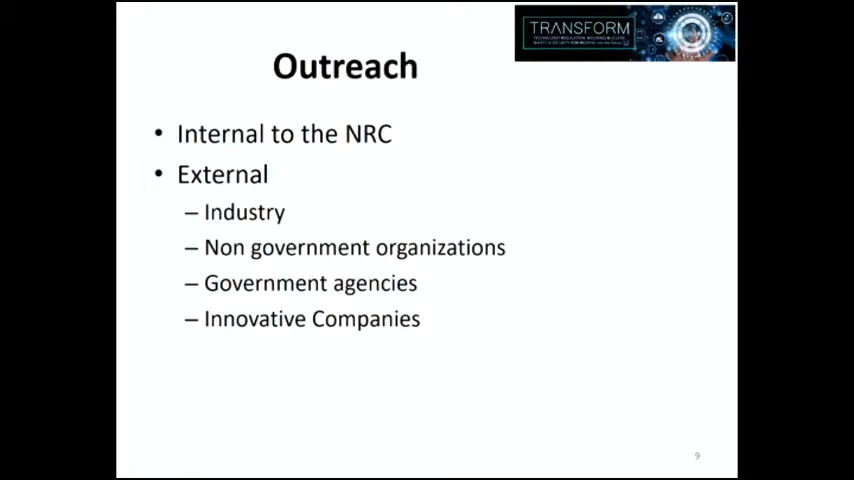 TRANSFORM
Outreach
• Internal to the NRC
• External
– Industry
– Non government organizations
– Government agencies
– Innovative Companies
9